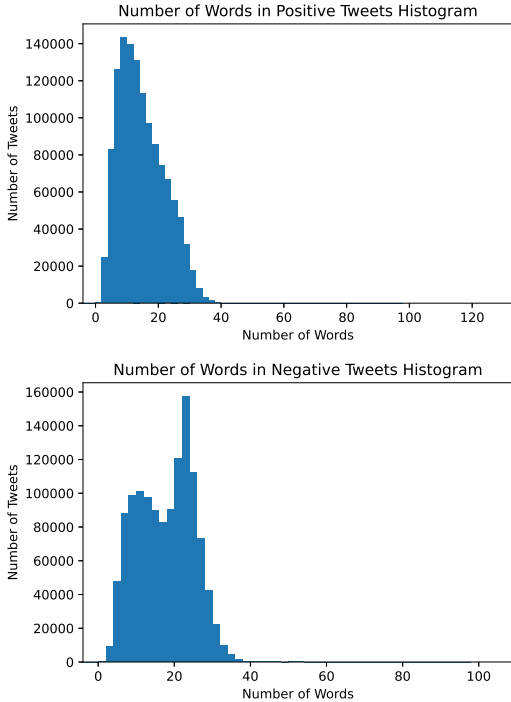 Number of Words in Positive Tweets Histogram
140000
120000
100000
80000
60000
40000
20000
0
Number of Tweets
0 20 40 60 80 100 120
Number of Words
Number of Words in Negative Tweets Histogram
160000
140000
120000
100000
80000
60000
40000
20000
0
Number of Tweets
0 20 40 60 80 100
Number of Words